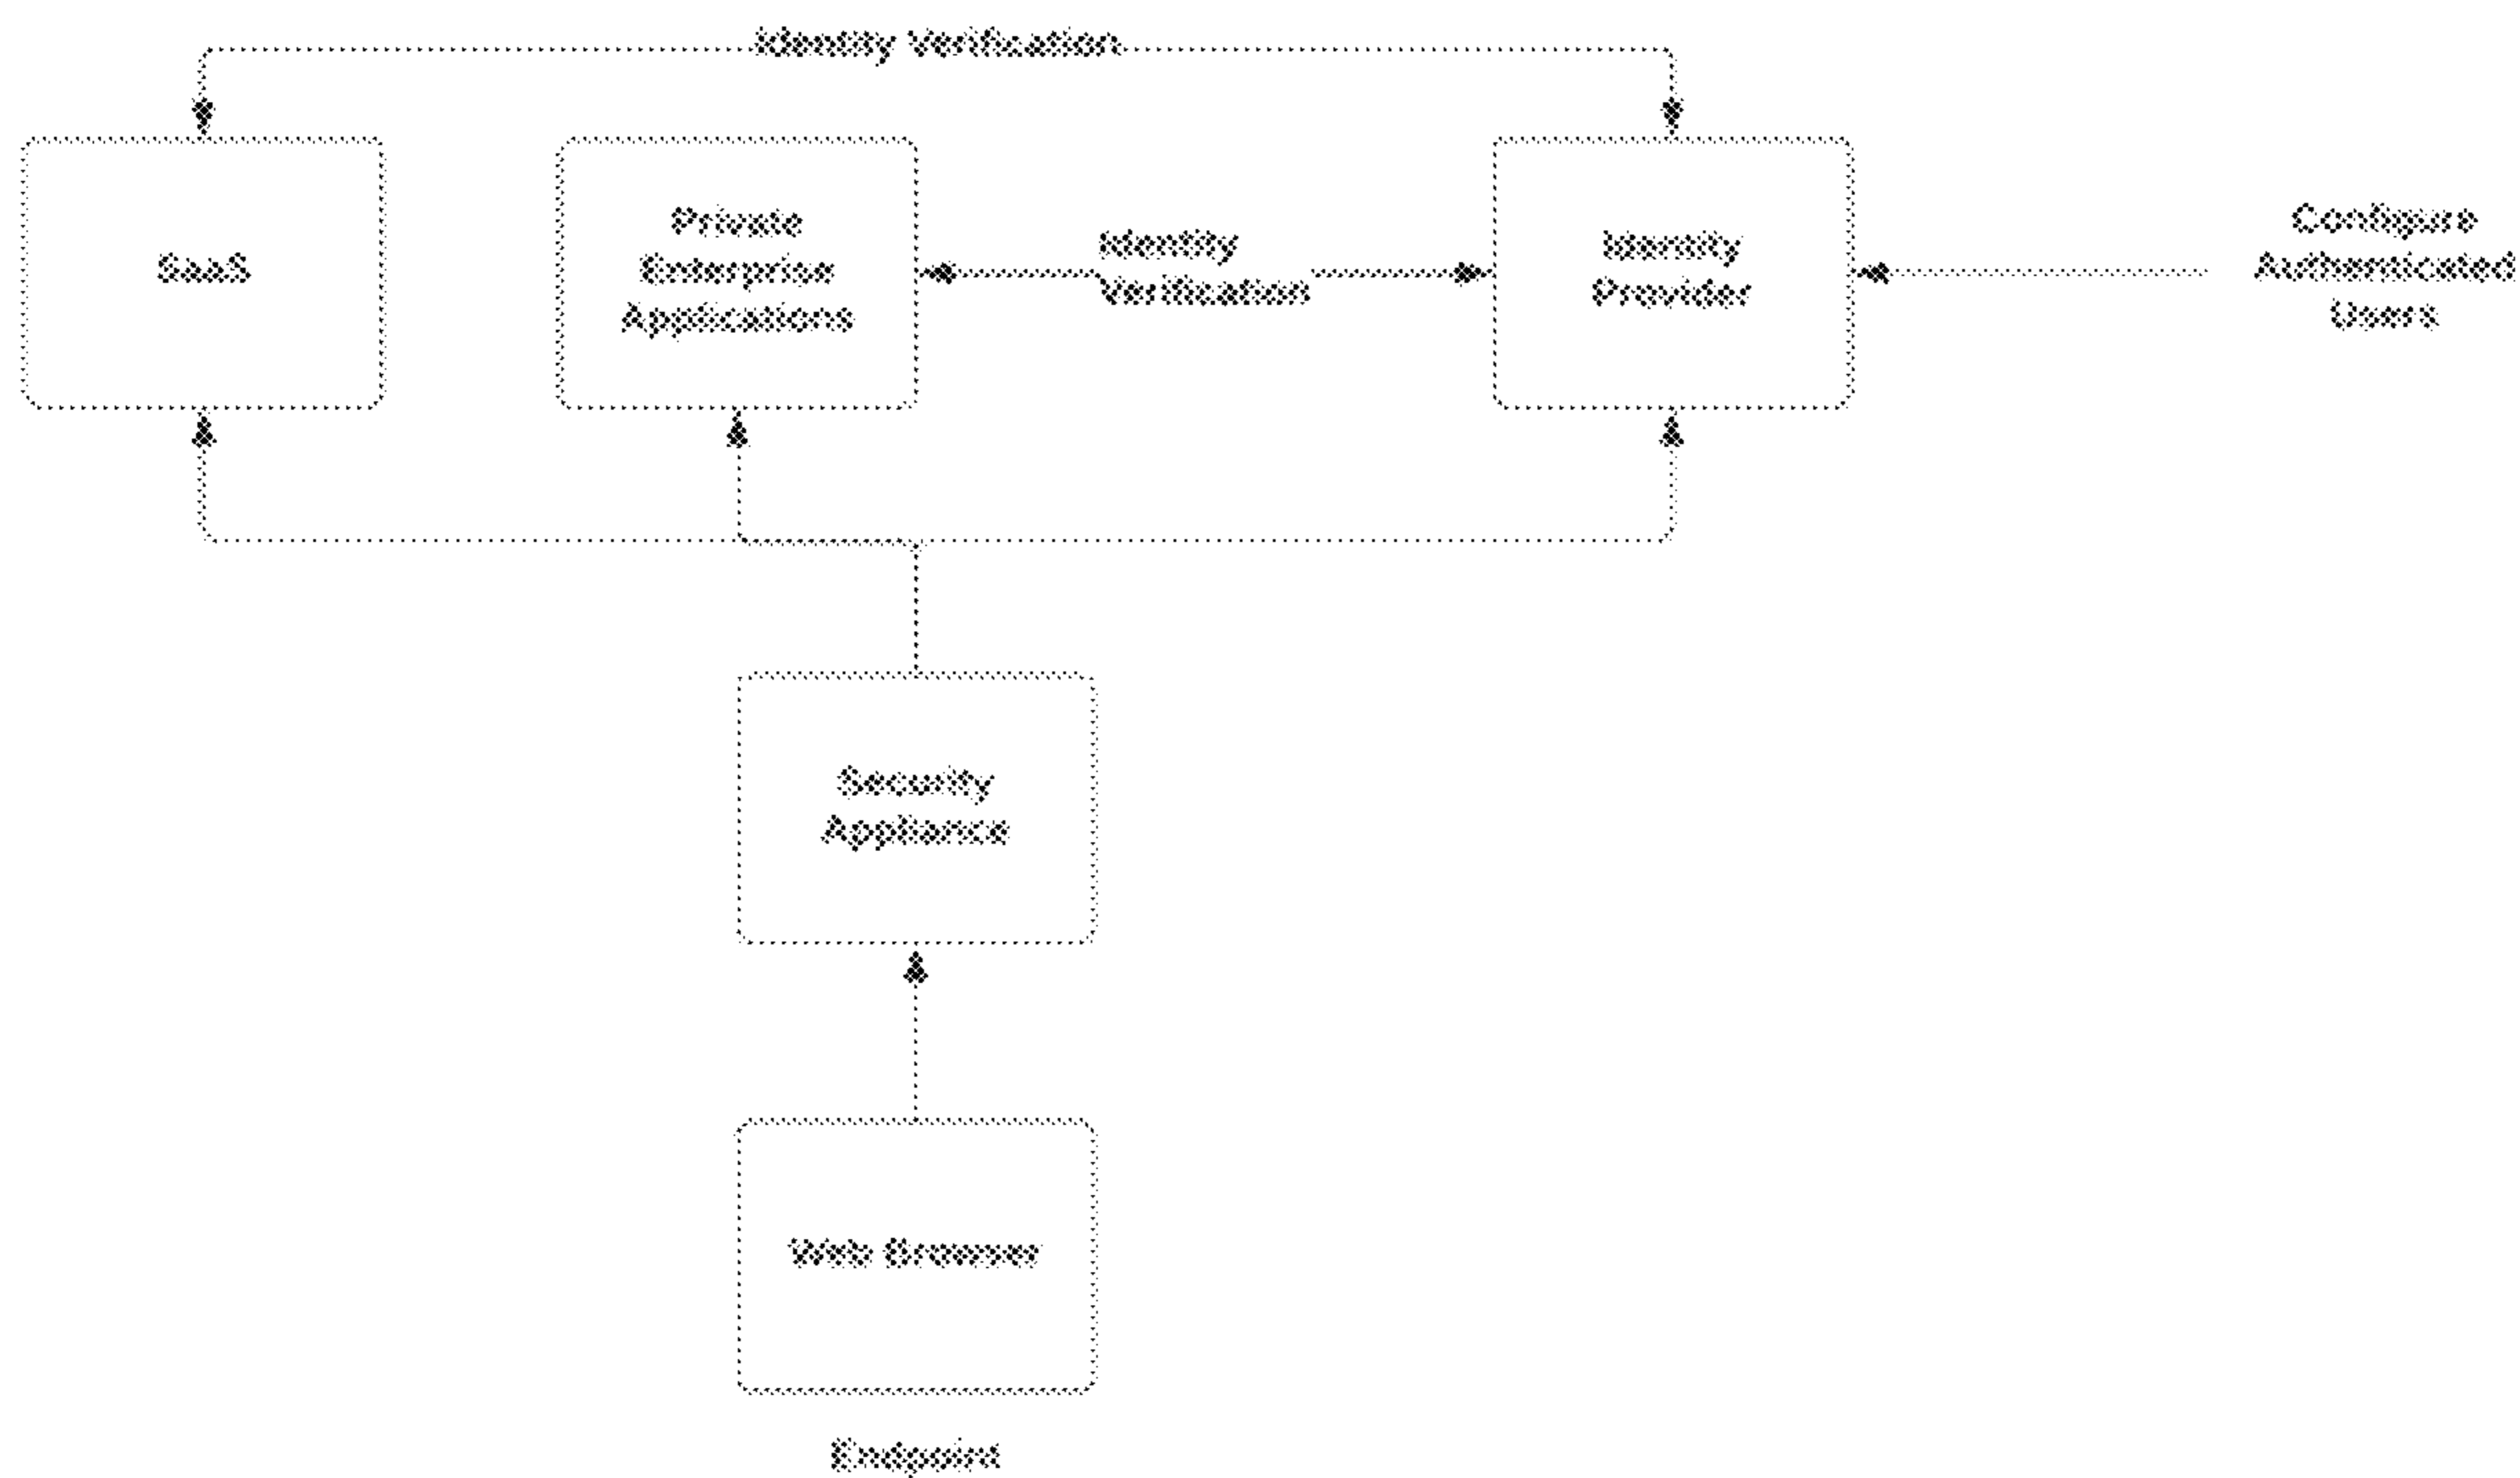 Identity Verification
SaaS
Private
Enterprise
Applications
Identity
Verification
Identity
Provider
Configure
Authenticated
Users
Security
Appliance
Web Browser
Endpoint